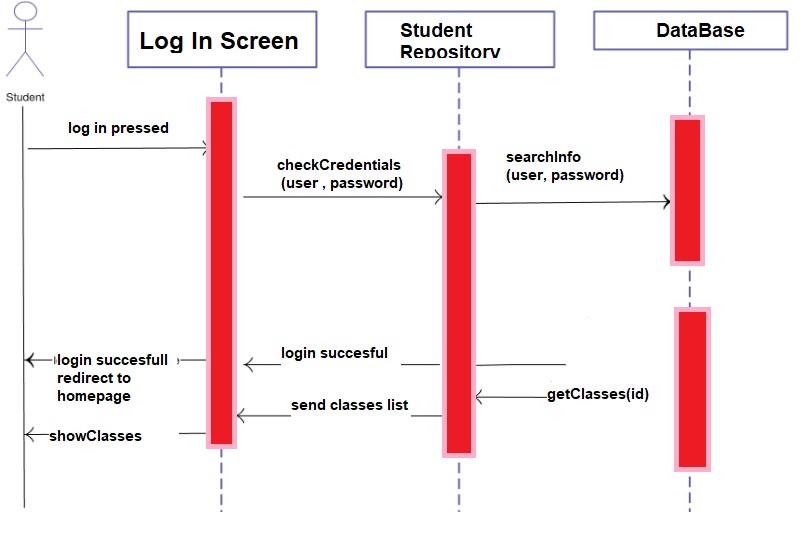 Log In Screen
Student
Repository
DataBase
Student
log in pressed
checkCredentials
(user , password)
searchInfo
(user, password)
login succesfull
redirect to
homepage
login succesful
getClasses(id)
send classes list
showClasses